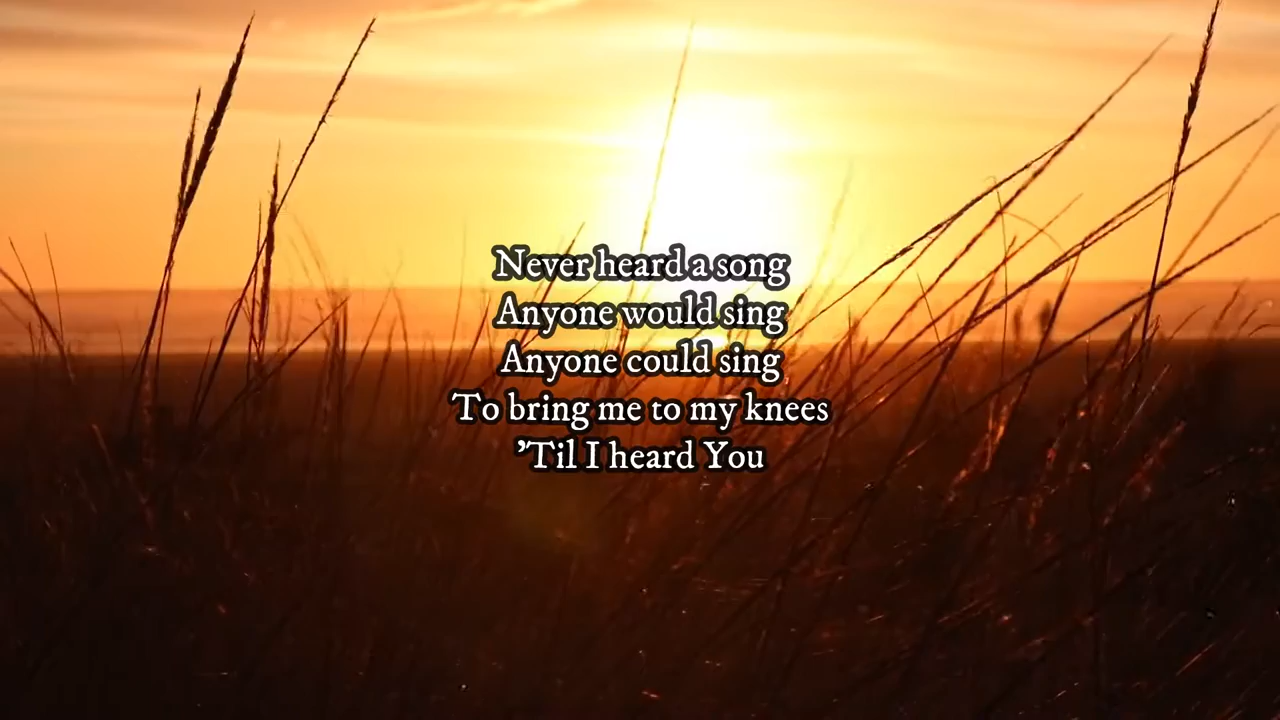 Never heard a song
Anyone would sing
Anyone could sing
To bring me to my knees
’Til I heard You